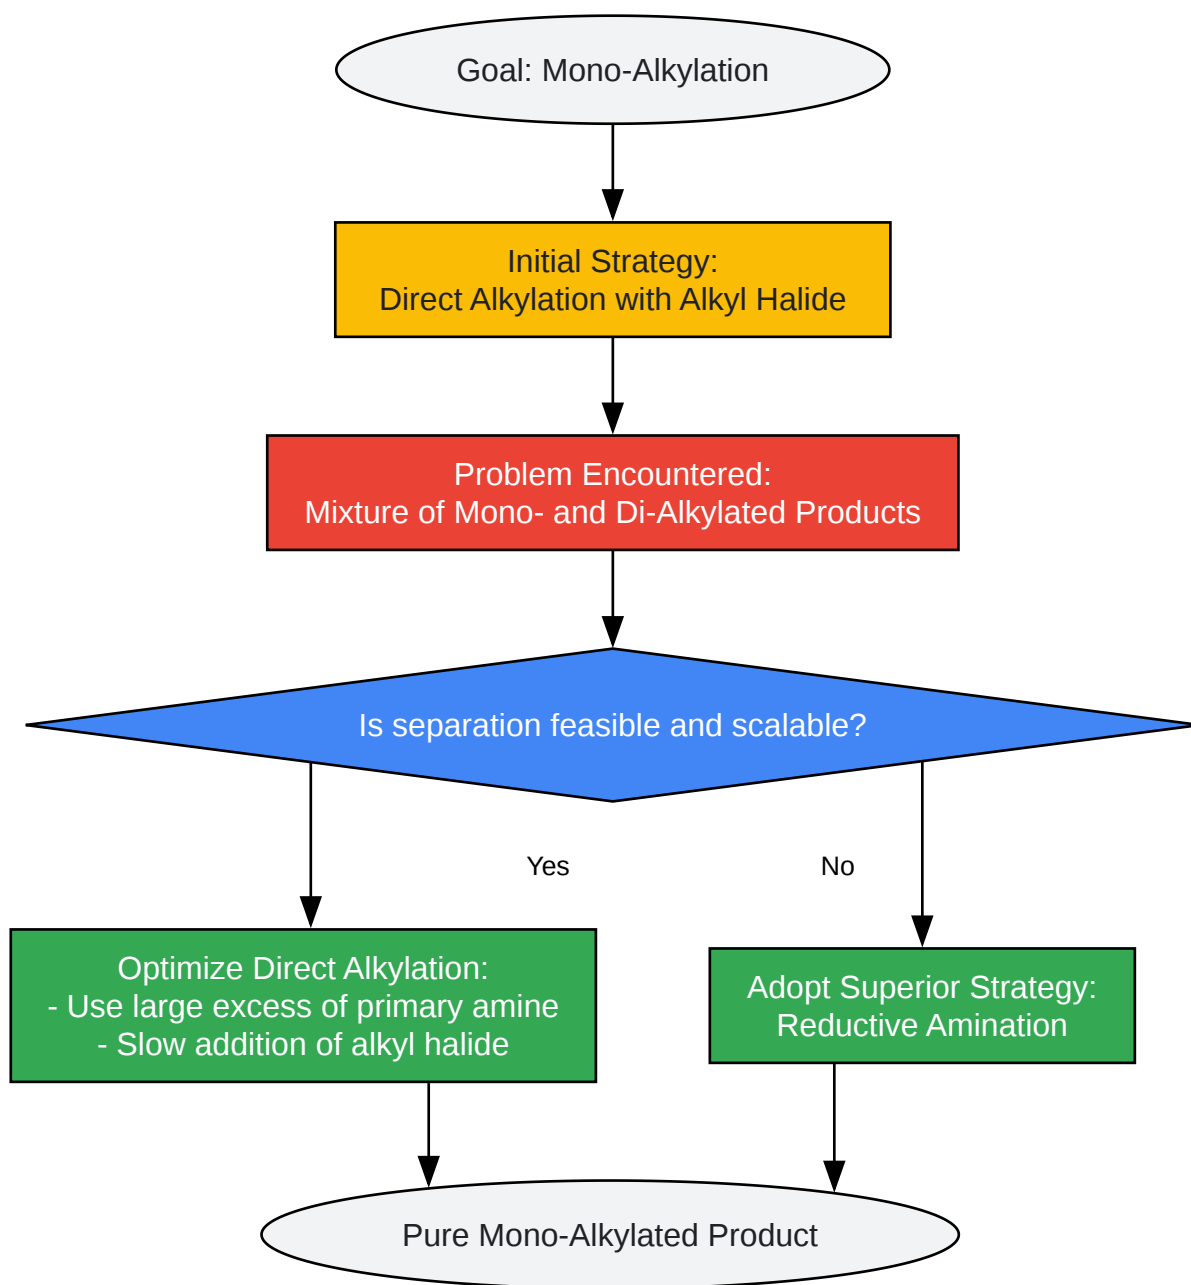 Goal: Mono-Alkylation
Initial Strategy:
Direct Alkylation with Alkyl Halide
Problem Encountered:
Mixture of Mono- and Di-Alkylated Products
Is separation feasible and scalable?
Yes
No
Optimize Direct Alkylation:
- Use large excess of primary amine
- Slow addition of alkyl halide
Adopt Superior Strategy:
Reductive Amination
Pure Mono-Alkylated Product